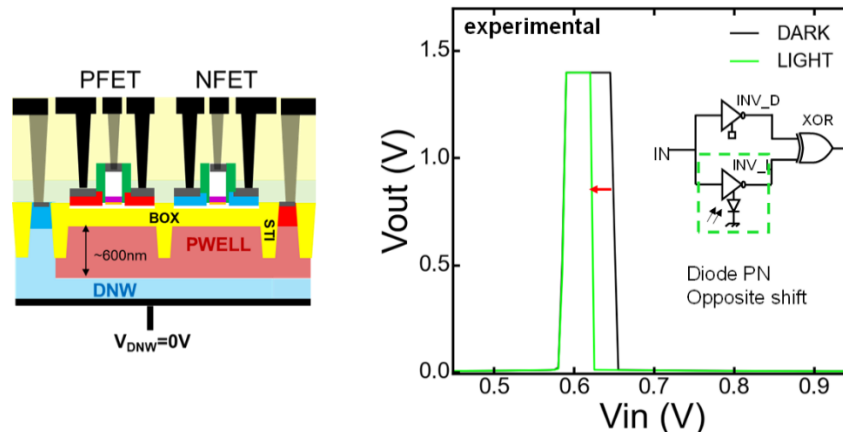 PFET NFET
BOX
STI
~600nm
PWELL
DNW
V_DNW=0V
experimental
DARK
LIGHT
INV_D
XOR
IN
Diode PN
Opposite shift
1.5
1.0
0.5
0.0
Vout (V)
0.5 0.6 0.7 0.8 0.9
Vin (V)